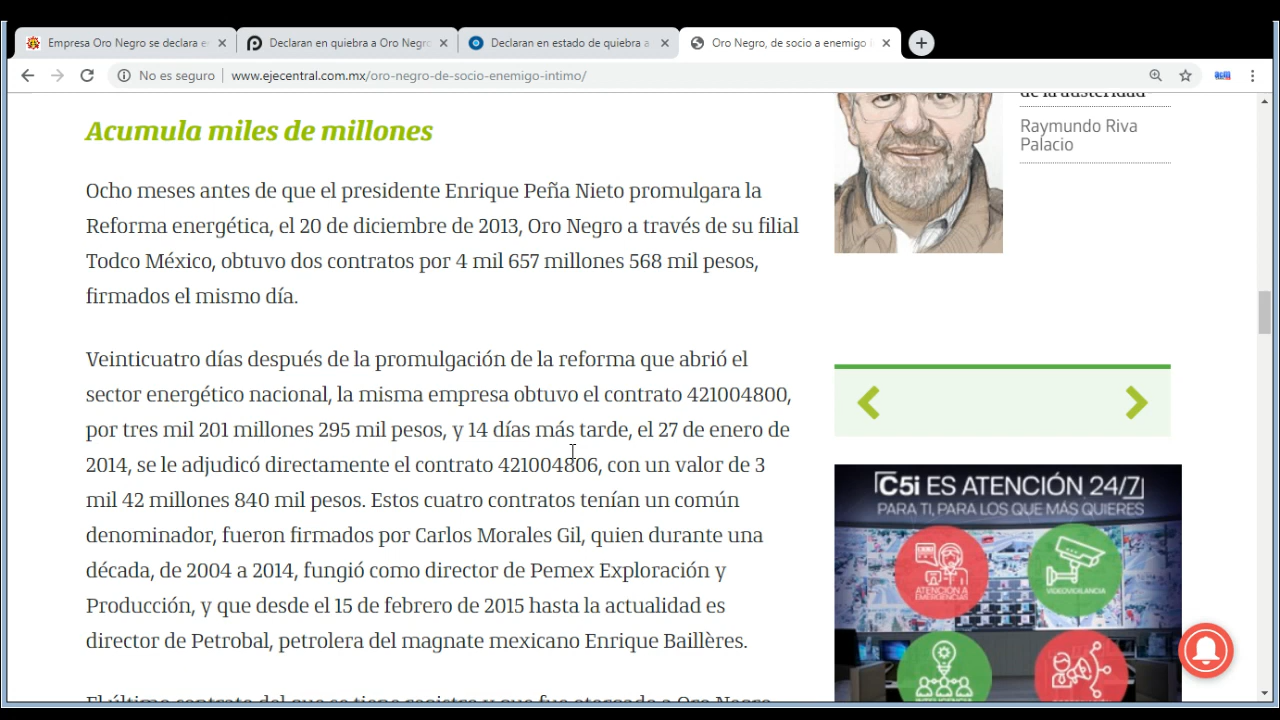 Empresa Oro Negro se declara e
Declaran en quiebra a Oro Negro
Declaran en estado de quiebra a
Oro Negro, de socio a enemigo í
No es seguro
www.ejecentral.com.mx/oro-negro-de-socio-enemigo-intimo/
Acumula miles de millones
Ocho meses antes de que el presidente Enrique Peña Nieto promulgara la
Reforma energética, el 20 de diciembre de 2013, Oro Negro a través de su filial
Todco México, obtuvo dos contratos por 4 mil 657 millones 568 mil pesos,
firmados el mismo día.
Veinticuatro días después de la promulgación de la reforma que abrió el
sector energético nacional, la misma empresa obtuvo el contrato 421004800,
por tres mil 201 millones 295 mil pesos, y 14 días más tarde, el 27 de enero de
2014, se le adjudicó directamente el contrato 421004806, con un valor de 3
mil 42 millones 840 mil pesos. Estos cuatro contratos tenían un común
denominador, fueron firmados por Carlos Morales Gil, quien durante una
década, de 2004 a 2014, fungió como director de Pemex Exploración y
Producción, y que desde el 15 de febrero de 2015 hasta la actualidad es
director de Petrobal, petrolera del magnate mexicano Enrique Baillères.
El último contrato del que se tiene registro y que fue otorgado a Oro Negro
de la austeridad
Raymundo Riva
Palacio
C5i ES ATENCIÓN 24/7
PARA TI, PARA LOS QUE MÁS QUIERES
ATENCIÓN A
EMERGENCIAS
VIDEOVIGILANCIA